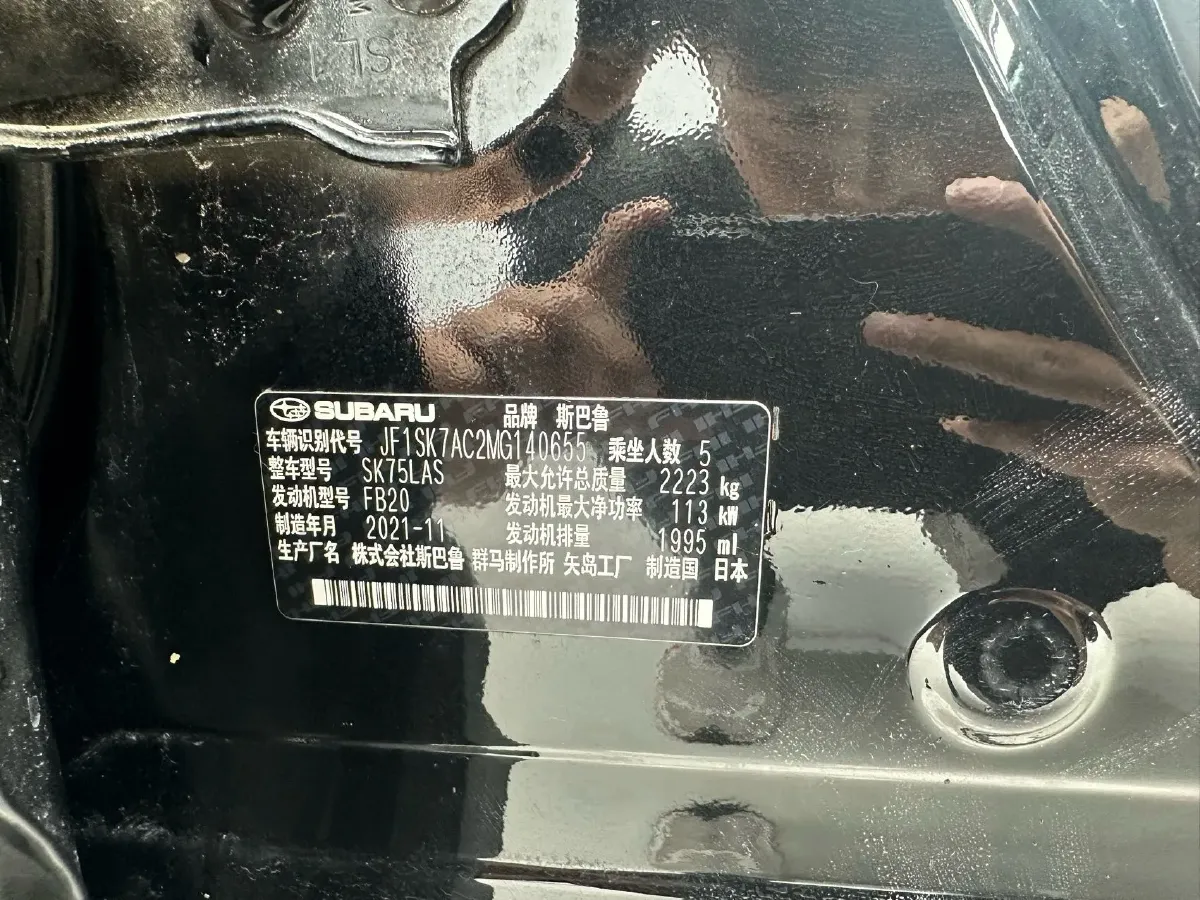 SL1
SUBARU 品牌 斯巴鲁
车辆识别代号 JF1SK7AC2MG140655 乘坐人数 5
整车型号 SK75LAS 最大允许总质量 2223 kg
发动机型号 FB20 发动机最大净功率 113 kW
制造年月 2021-11 发动机排量 1995 ml
生产厂名 株式会社斯巴鲁 群马制作所 矢岛工厂 制造国 日本